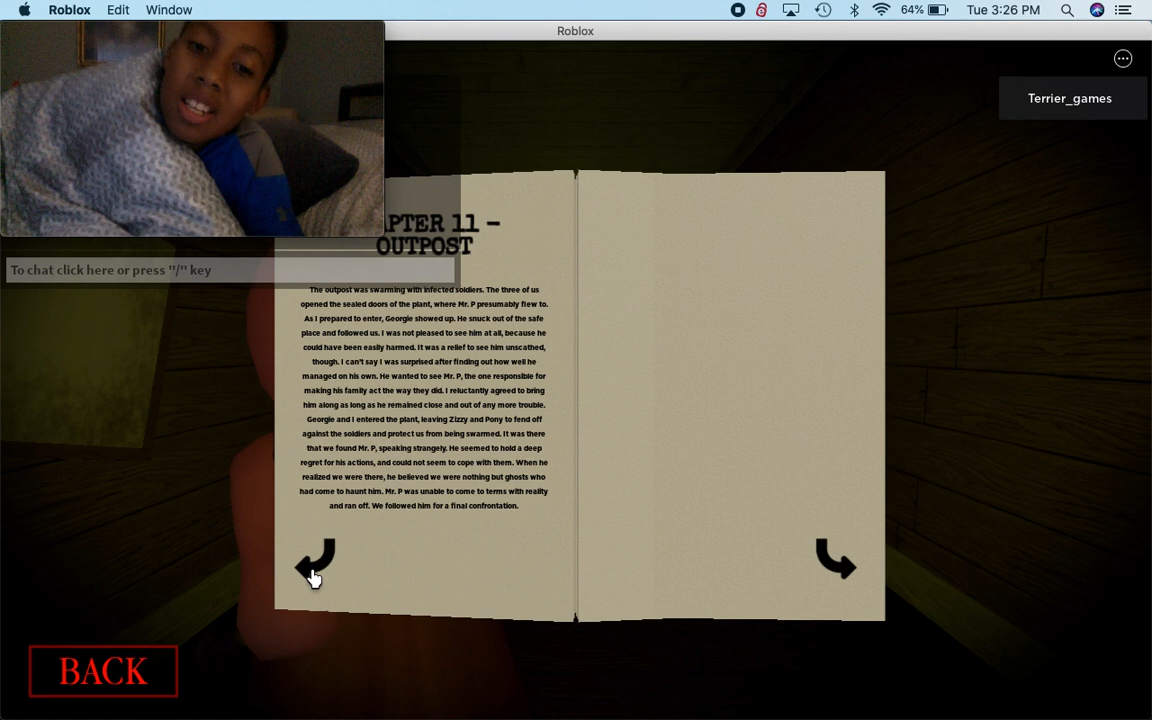 Roblox Edit Window
64% Tue 3:26 PM
Roblox
Terrier_games
To chat click here or press "/" key
11 –
OUTPOST
The outpost was swarming with infected soldiers. The three of us
opened the sealed doors of the plant, where Mr. P presumably flew to.
As I prepared to enter, Georgie showed up. He snuck out of the safe
place and followed us. I was not pleased to see him at all, because he
could have been easily harmed. It was a relief to see him unscathed,
though. I can't say I was surprised after finding out how well he
managed on his own. He wanted to see Mr. P, the one responsible for
making his family act the way they did. I reluctantly agreed to bring
him along as long as he remained close and out of any more trouble.
Georgie and I entered the plant, leaving Zizzy and Pony to fend off
against the soldiers and protect us from being swarmed. It was there
that we found Mr. P, speaking strangely. He seemed to hold a deep
regret for his actions, and could not seem to cope with them. When he
realized we were there, he believed we were nothing but ghosts who
had come to haunt him. Mr. P was unable to come to terms with reality
and ran off. We followed him for a final confrontation.
BACK